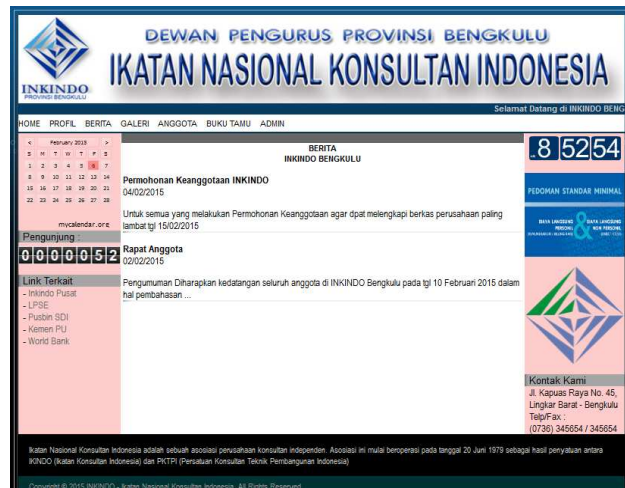 DEWAN PENGURUS PROVINSI BENGKULU
IKATAN NASIONAL KONSULTAN INDONESIA
INKINDO
PROVINSI BENGKULU
Selamat Datang di INKINDO BENG
HOME PROFIL BERITA GALERI ANGGOTA BUKU TAMU ADMIN
< February 2015 >
S M T W T F S
1 2 3 4 5 6 7
8 9 10 11 12 13 14
15 16 17 18 19 20 21
22 23 24 25 26 27 28
mycalendar.org
Pengunjung :
0000052
Link Terkait
- Inkindo Pusat
- LPSE
- Pusbin SDI
- Kemen PU
- World Bank
BERITA
INKINDO BENGKULU
Permohonan Keanggotaan INKINDO
04/02/2015
Untuk semua yang melakukan Permohonan Keanggotaan agar dpat melengkapi berkas perusahaan paling
lambat tgl 15/02/2015
Rapat Anggota
02/02/2015
Pengumuman Diharapkan kedatangan seluruh anggota di INKINDO Bengkulu pada tgl 10 Februari 2015 dalam
hal pembahasan ...
8 52 54
PEDOMAN STANDAR MINIMAL
BIAYA LANGSUNG PERSONIL
& BIAYA LANGSUNG NON PERSONIL
Kontak Kami
Jl. Kapuas Raya No. 45,
Lingkar Barat - Bengkulu
Telp/Fax :
(0736) 345654 / 345654
Ikatan Nasional Konsultan Indonesia adalah sebuah asosiasi perusahaan konsultan independen. Asosiasi ini mulai beroperasi pada tanggal 20 Juni 1979 sebagai hasil penyatuan antara
IKINDO (Ikatan Konsultan Indonesia) dan PKTPI (Persatuan Konsultan Teknik Pembangunan Indonesia)
Copyright © 2015 INKINDO - Ikatan Nasional Konsultan Indonesia. All Rights Reserved